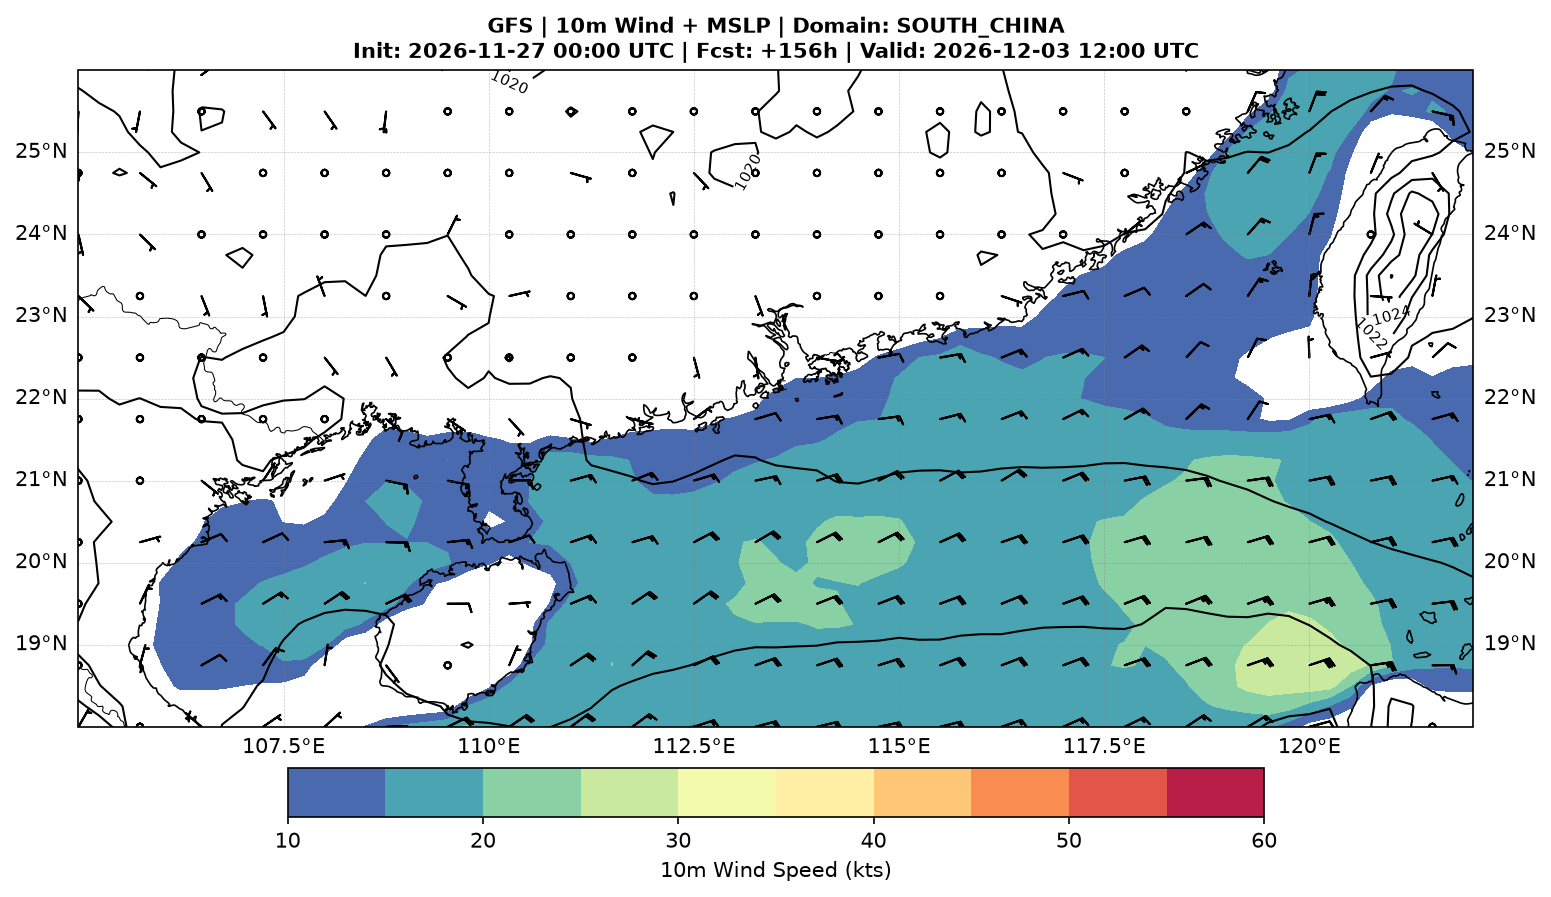 GFS | 10m Wind + MSLP | Domain: SOUTH_CHINA
Init: 2026-11-27 00:00 UTC | Fcst: +156h | Valid: 2026-12-03 12:00 UTC
1020
25°N 1020 25°N
24°N 24°N
23°N 1024 23°N
1022
22°N 22°N
21°N 21°N
20°N 20°N
19°N 19°N
107.5°E 110°E 112.5°E 115°E 117.5°E 120°E
10 20 30 40 50 60
10m Wind Speed (kts)